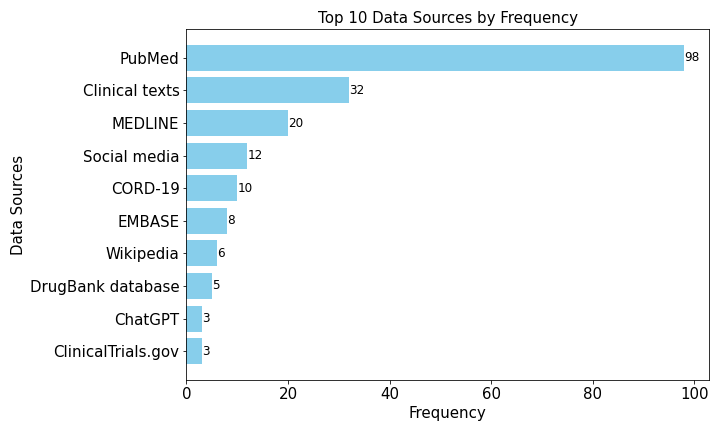 Top 10 Data Sources by Frequency
Data Sources
PubMed 98
Clinical texts 32
MEDLINE 20
Social media 12
CORD-19 10
EMBASE 8
Wikipedia 6
DrugBank database 5
ChatGPT 3
ClinicalTrials.gov 3
0 20 40 60 80 100
Frequency